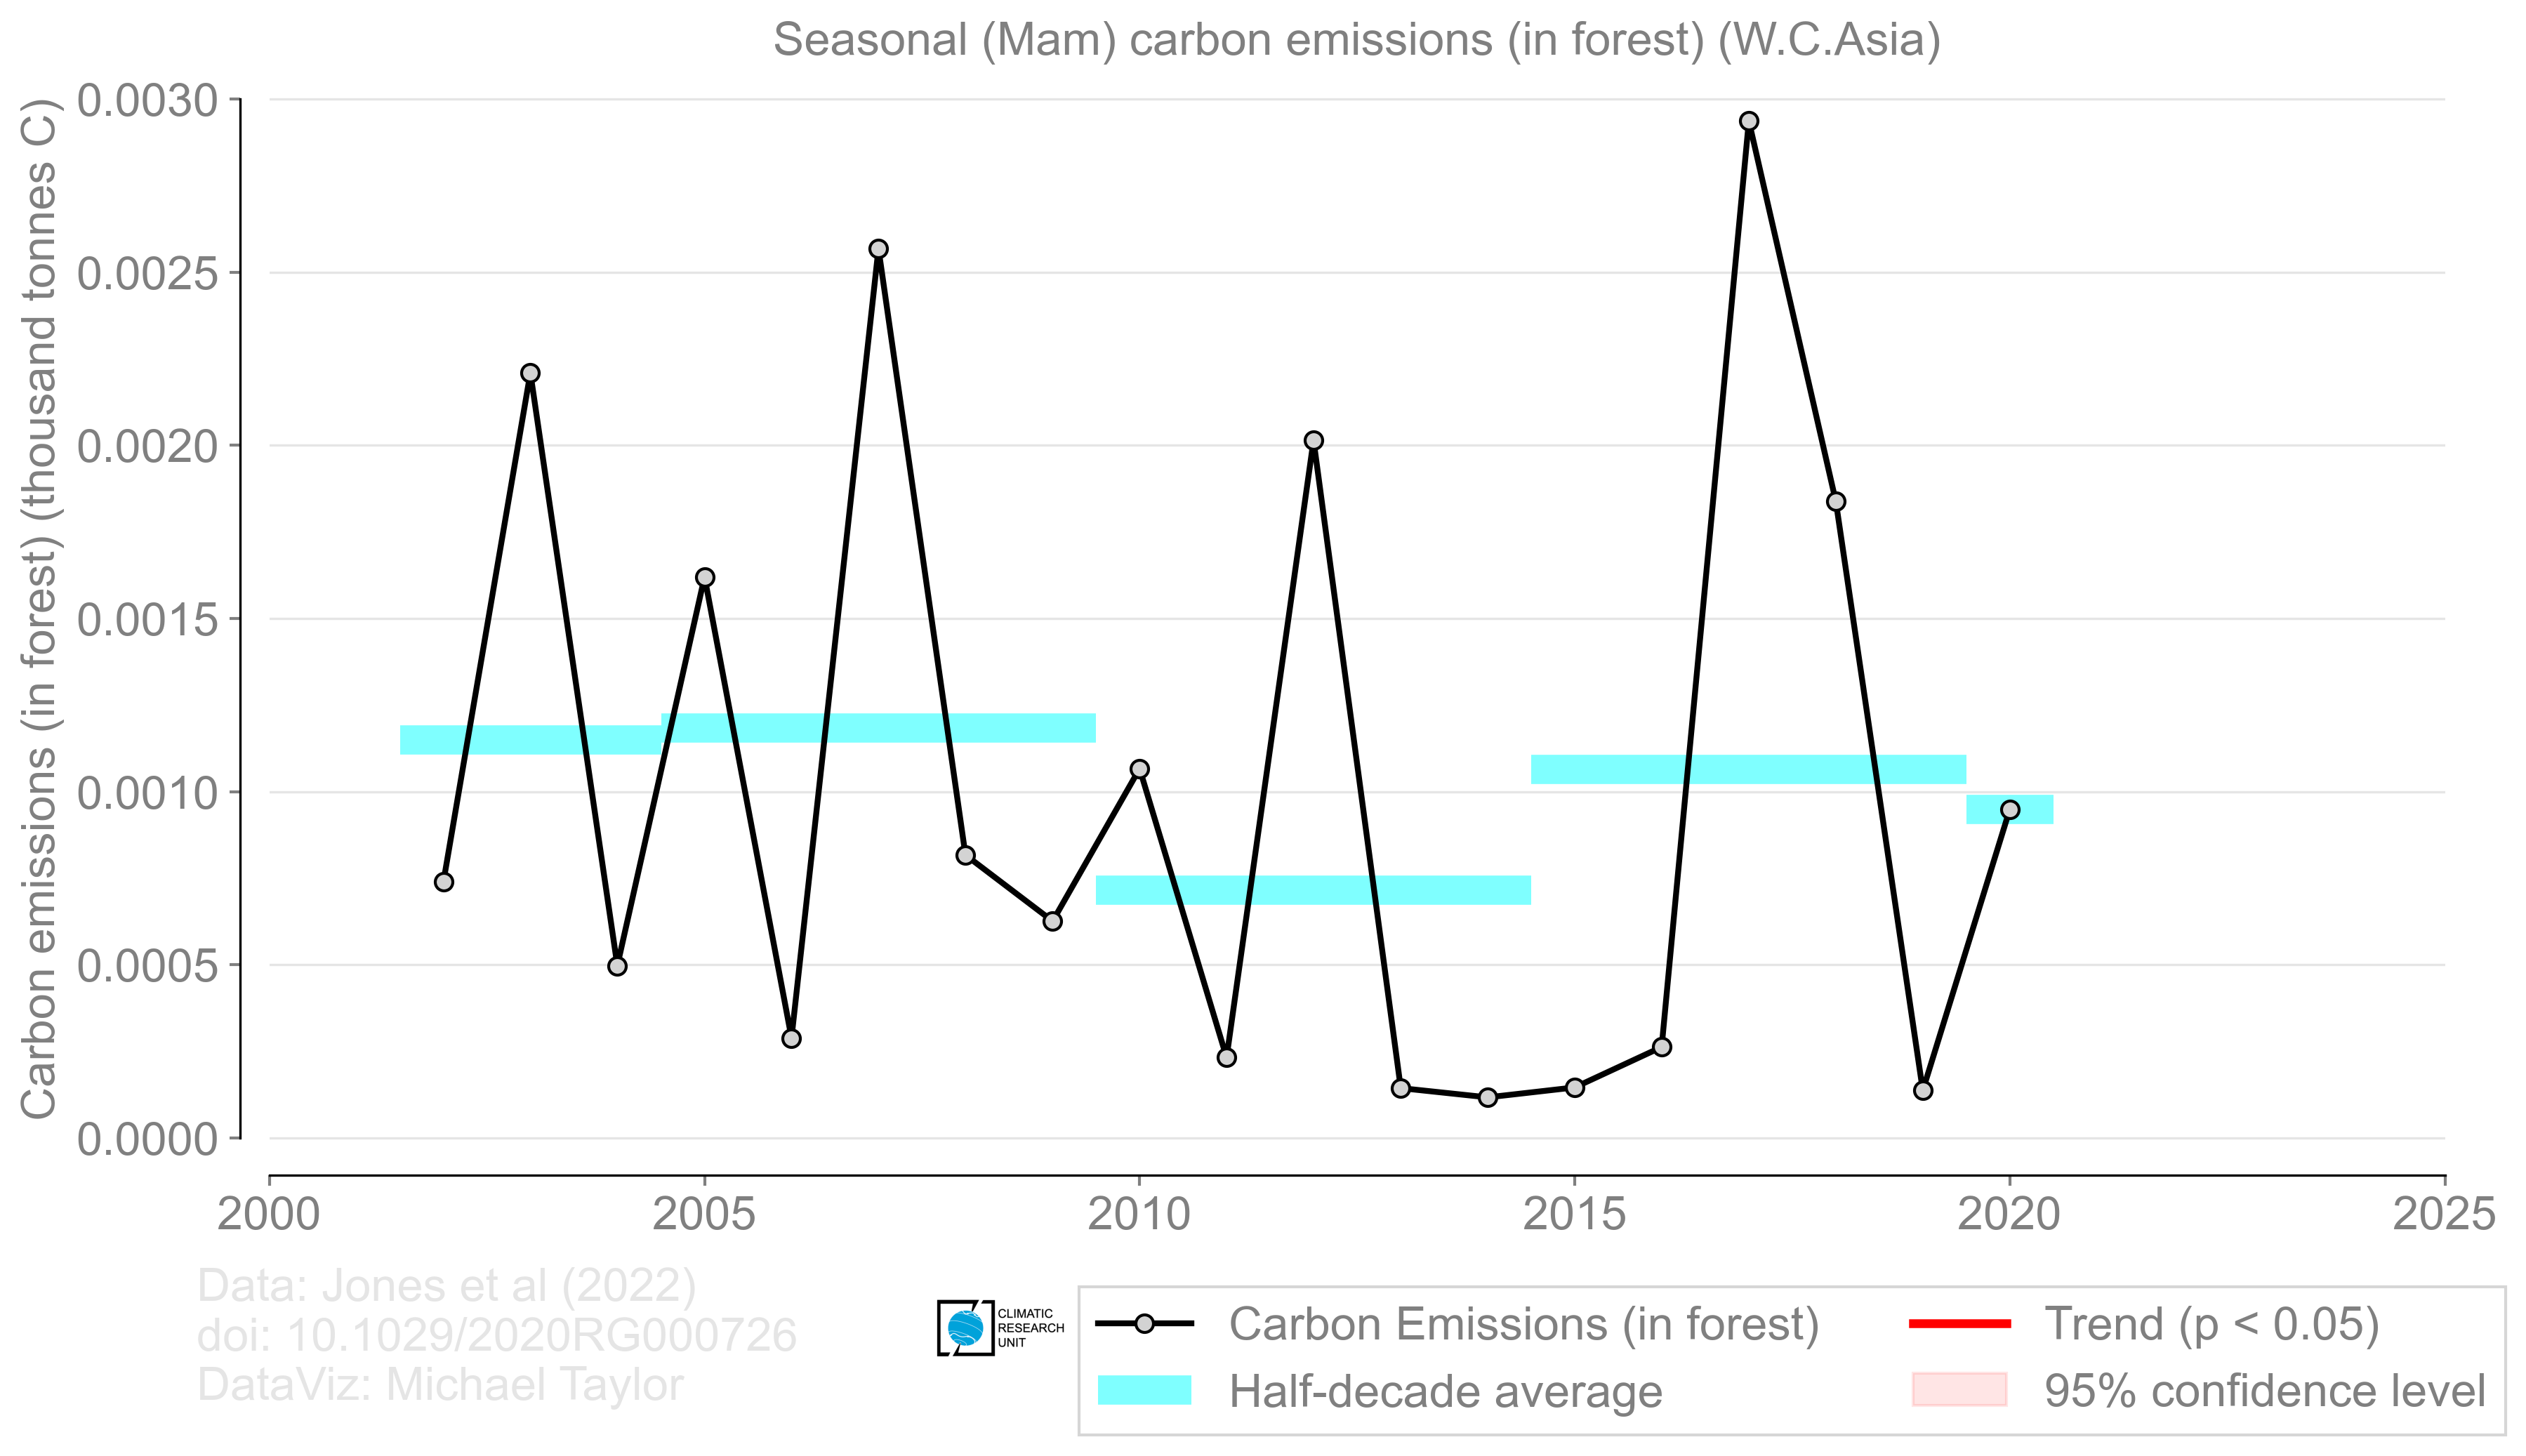 Seasonal (Mam) carbon emissions (in forest) (W.C.Asia)
Carbon emissions (in forest) (thousand tonnes C)
0.0030
0.0025
0.0020
0.0015
0.0010
0.0005
0.0000
2000 2005 2010 2015 2020 2025
Data: Jones et al (2022)
doi: 10.1029/2020RG000726
DataViz: Michael Taylor
CLIMATIC
RESEARCH
UNIT
Carbon Emissions (in forest)
Half-decade average
Trend (p < 0.05)
95% confidence level